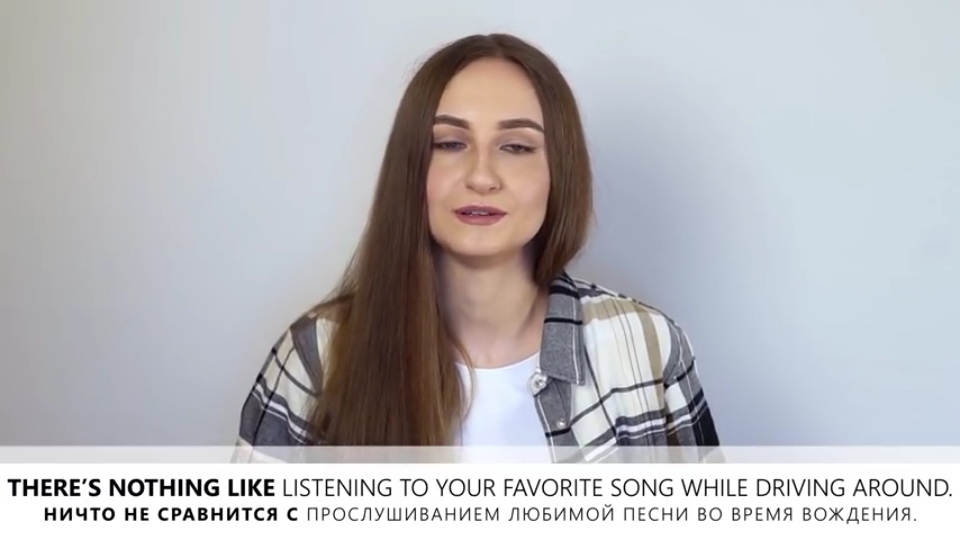 THERE'S NOTHING LIKE LISTENING TO YOUR FAVORITE SONG WHILE DRIVING AROUND.
НИЧТО НЕ СРАВНИТСЯ С ПРОСЛУШИВАНИЕМ ЛЮБИМОЙ ПЕСНИ ВО ВРЕМЯ ВОЖДЕНИЯ.